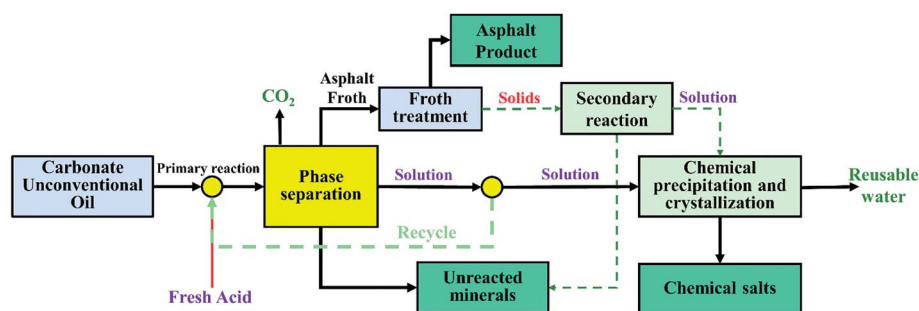 Asphalt
Product
Asphalt
Froth
CO2
Froth
treatment
Solids
Secondary
reaction
Solution
Carbonate
Unconventional
Oil
Primary reaction
Phase
separation
Solution
Solution
Chemical
precipitation and
crystallization
Reusable
water
Recycle
Fresh Acid
Unreacted
minerals
Chemical salts